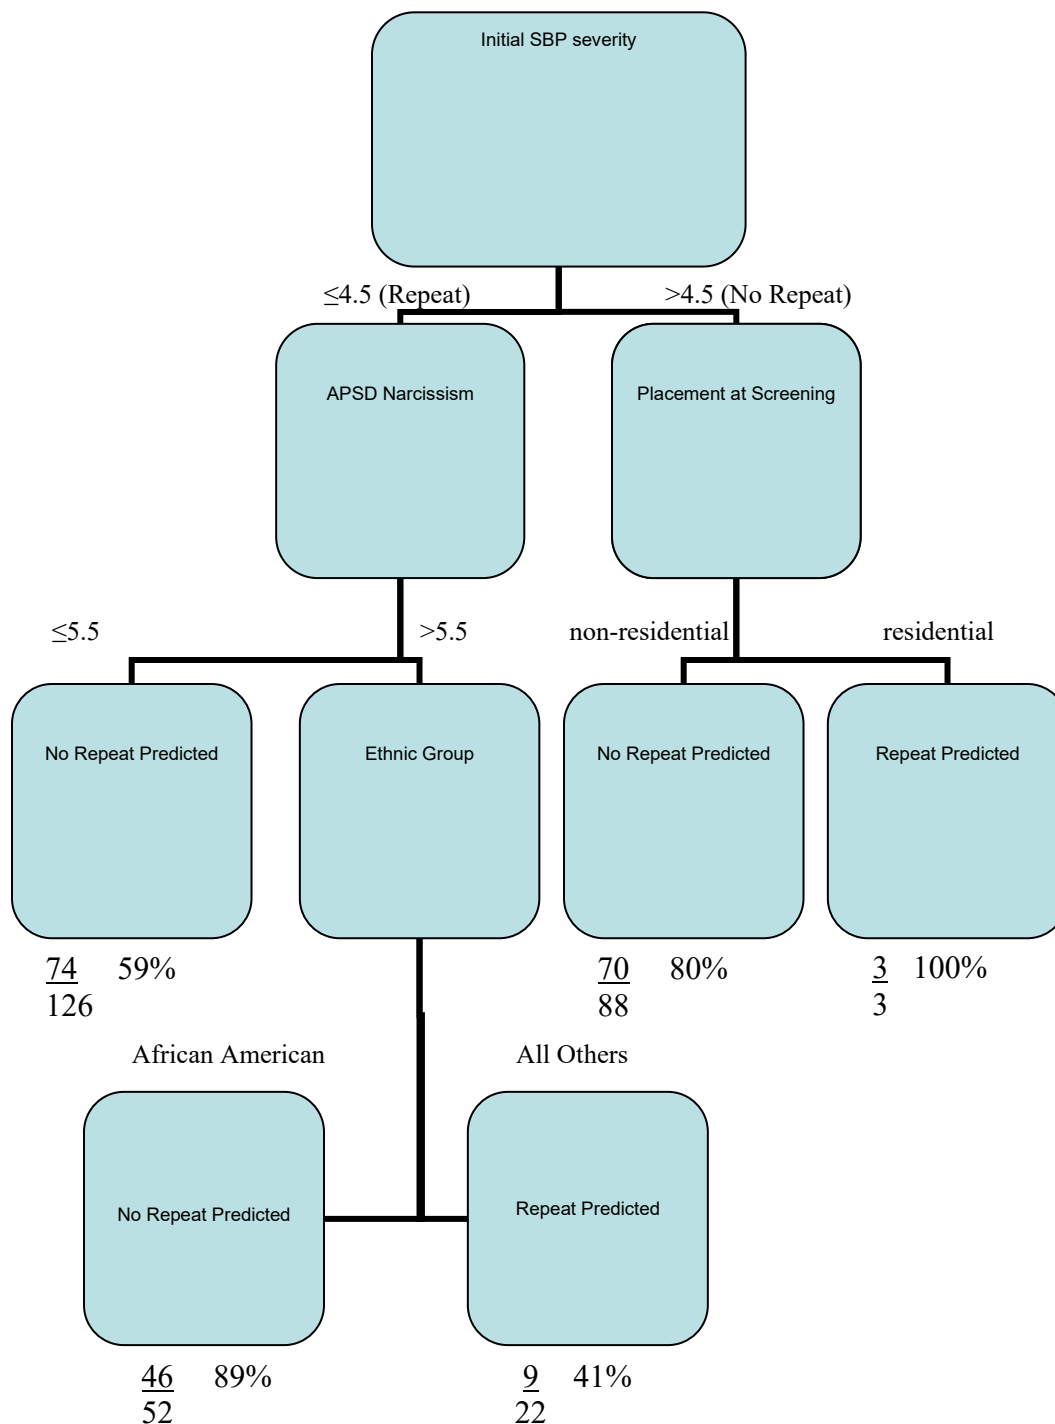 Initial SBP severity
≤4.5 (Repeat) >4.5 (No Repeat)
APSD Narcissism Placement at Screening
≤5.5 >5.5 non-residential residential
No Repeat Predicted Ethnic Group No Repeat Predicted Repeat Predicted
74 59% 70 80% 3 100%
126 88 3
African American All Others
No Repeat Predicted Repeat Predicted
46 89% 9 41%
52 22